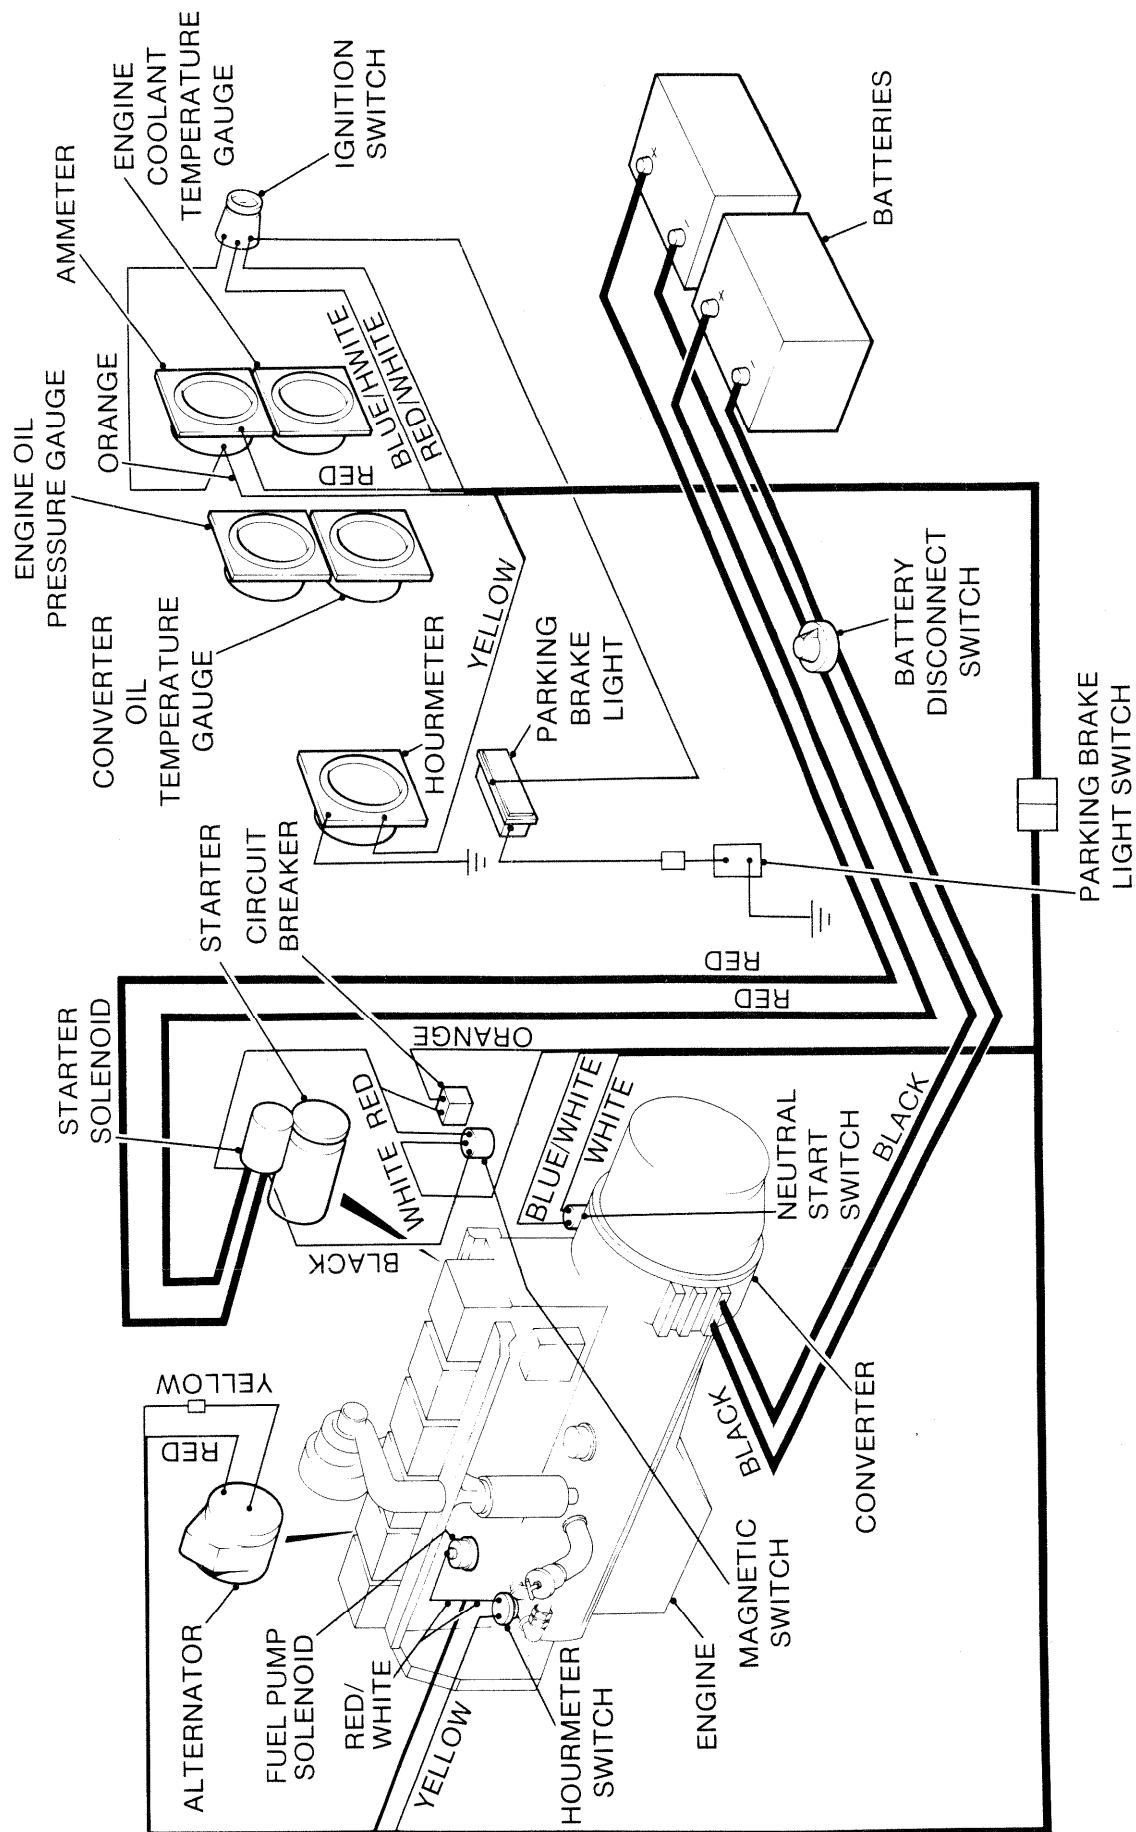 ALTERNATOR
RED
YELLOW
STARTER
SOLENOID
STARTER
CIRCUIT
BREAKER
CONVERTER
OIL
TEMPERATURE
GAUGE
ENGINE OIL
PRESSURE GAUGE
ORANGE
AMMETER
ENGINE
COOLANT
TEMPERATURE
GAUGE
IGNITION
SWITCH
FUEL PUMP
SOLENOID
RED/
WHITE
YELLOW
HOURMETER
SWITCH
ENGINE
MAGNETIC
SWITCH
BLACK
WHITE
RED
ORANGE
BLUE/WHITE
WHITE
NEUTRAL
START
SWITCH
HOURMETER
YELLOW
PARKING
BRAKE
LIGHT
RED
BLUE/HWITE
RED/WHITE
RED
RED
BLACK
BLACK
CONVERTER
BATTERY
DISCONNECT
SWITCH
BATTERIES
PARKING BRAKE
LIGHT SWITCH